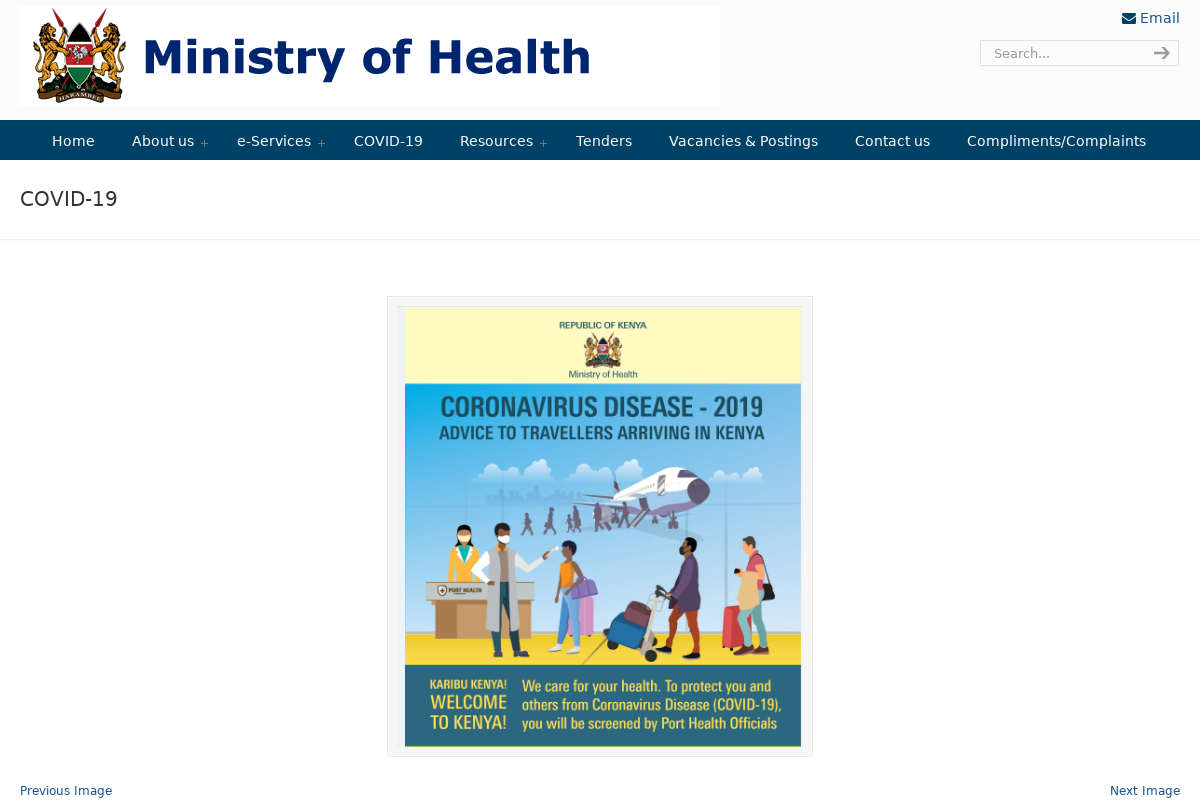 HARAMBEE
Ministry of Health
Email
Search...
Home About us + e-Services + COVID-19 Resources + Tenders Vacancies & Postings Contact us Compliments/Complaints
COVID-19
REPUBLIC OF KENYA
Ministry of Health
CORONAVIRUS DISEASE - 2019
ADVICE TO TRAVELLERS ARRIVING IN KENYA
PORT HEALTH
KARIBU KENYA!
WELCOME
TO KENYA!
We care for your health. To protect you and
others from Coronavirus Disease (COVID-19),
you will be screened by Port Health Officials
Previous Image
Next Image